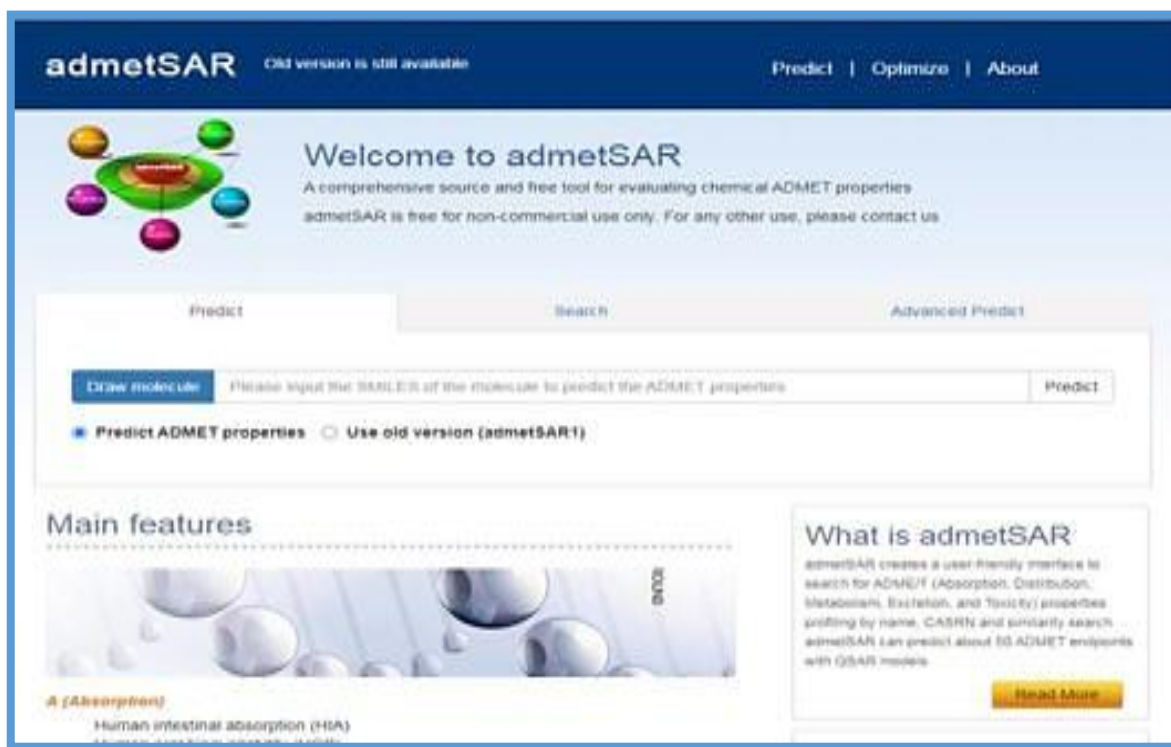 admetSAR Old version is still available
Predict | Optimize | About
Welcome to admetSAR
A comprehensive source and free tool for evaluating chemical ADMET properties
admetSAR is free for non-commercial use only. For any other use, please contact us
Predict Search Advanced Predict
Draw molecule Please input the SMILES of the molecule to predict the ADMET properties Predict
Predict ADMET properties Use old version (admetSAR1)
Main features
A (Absorption)
Human intestinal absorption (HIA)
What is admetSAR
admetSAR creates a user-friendly interface to
search for ADMET (Absorption, Distribution,
Metabolism, Excretion, and Toxicity) properties
profiling by name, CASRN and similarity search.
admetSAR can predict about 50 ADMET endpoints
with QSAR models.
Read More